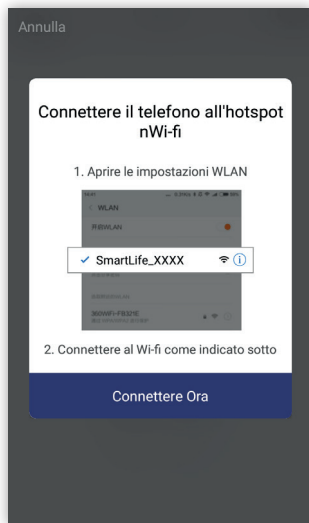 Annulla
Connettere il telefono all'hotspot
nWi-fi
1. Aprire le impostazioni WLAN
WLAN
SmartLife_XXXX
2. Connettere al Wi-fi come indicato sotto
Connettere Ora